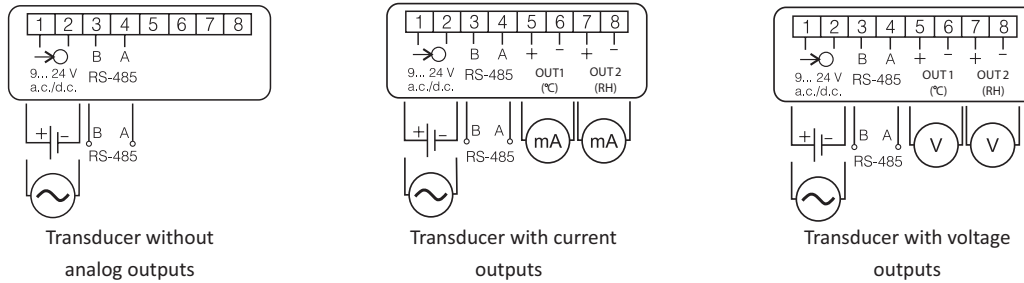 1 2 3 4 5 6 7 8
B A
9... 24 V RS-485
a.c./d.c.
+ – B A
RS-485
Transducer without
analog outputs
1 2 3 4 5 6 7 8
B A + – + –
9... 24 V RS-485 OUT1 OUT2
a.c./d.c. (°C) (RH)
+ – B A mA mA
RS-485
Transducer with current
outputs
1 2 3 4 5 6 7 8
B A + – + –
9... 24 V RS-485 OUT1 OUT2
a.c./d.c. (°C) (RH)
+ – B A V V
RS-485
Transducer with voltage
outputs